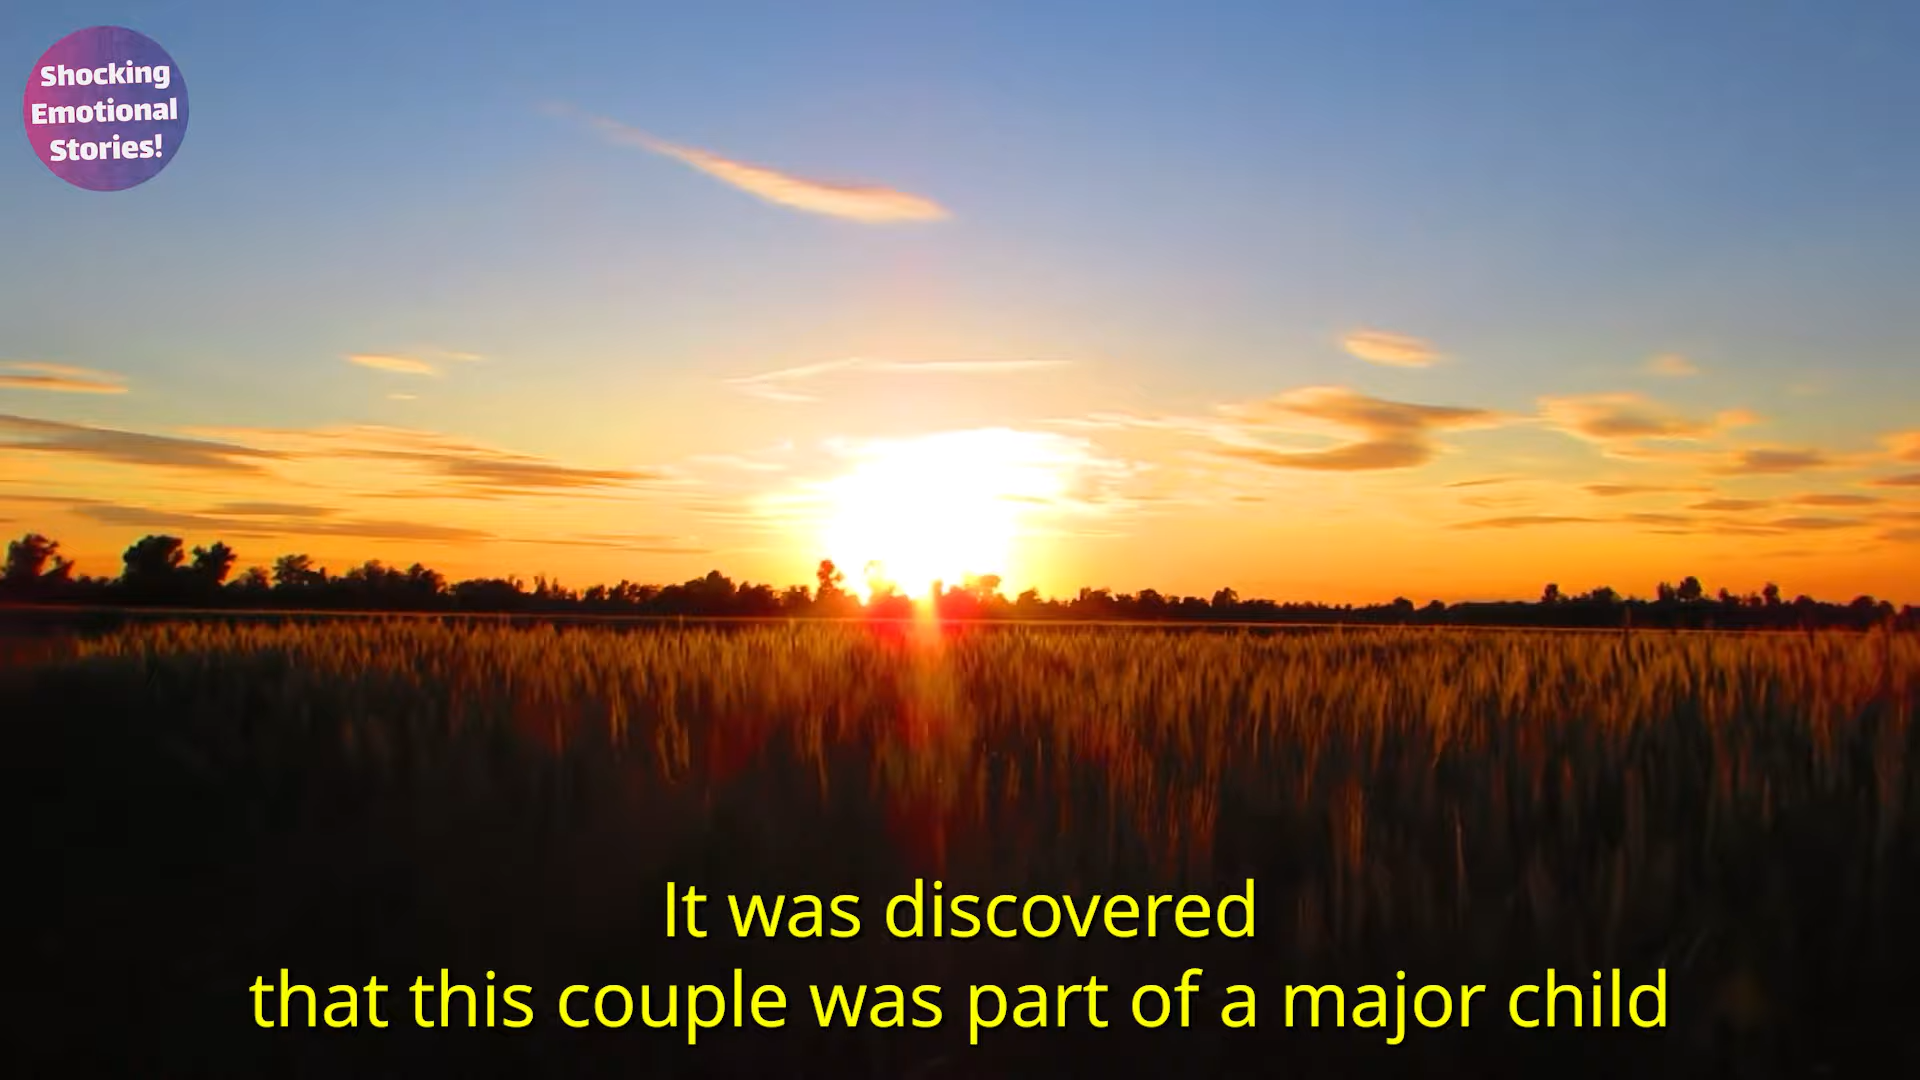 Shocking
Emotional
Stories!
It was discovered
that this couple was part of a major child